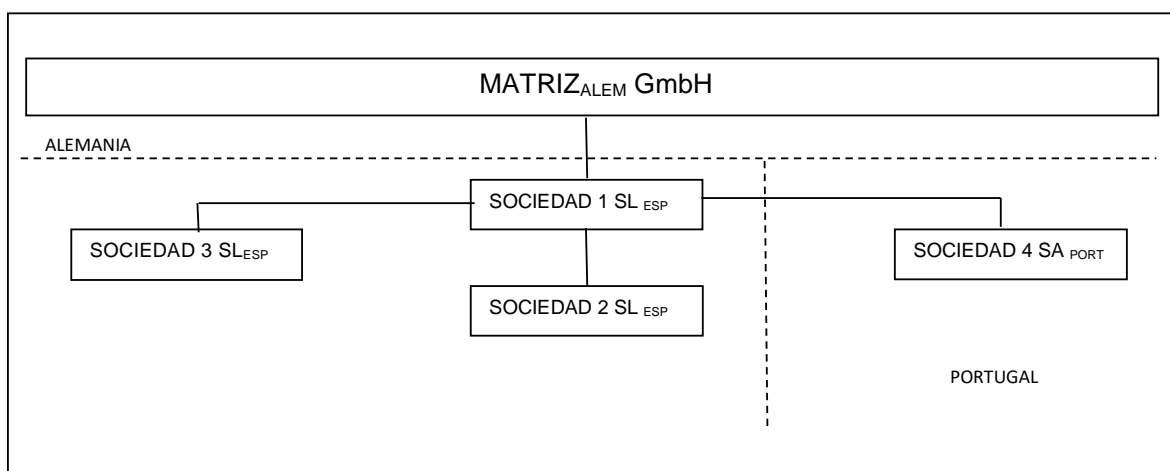 MATRIZALEM GmbH
ALEMANIA
SOCIEDAD 1 SL ESP
SOCIEDAD 3 SLESP
SOCIEDAD 4 SA PORT
SOCIEDAD 2 SL ESP
PORTUGAL